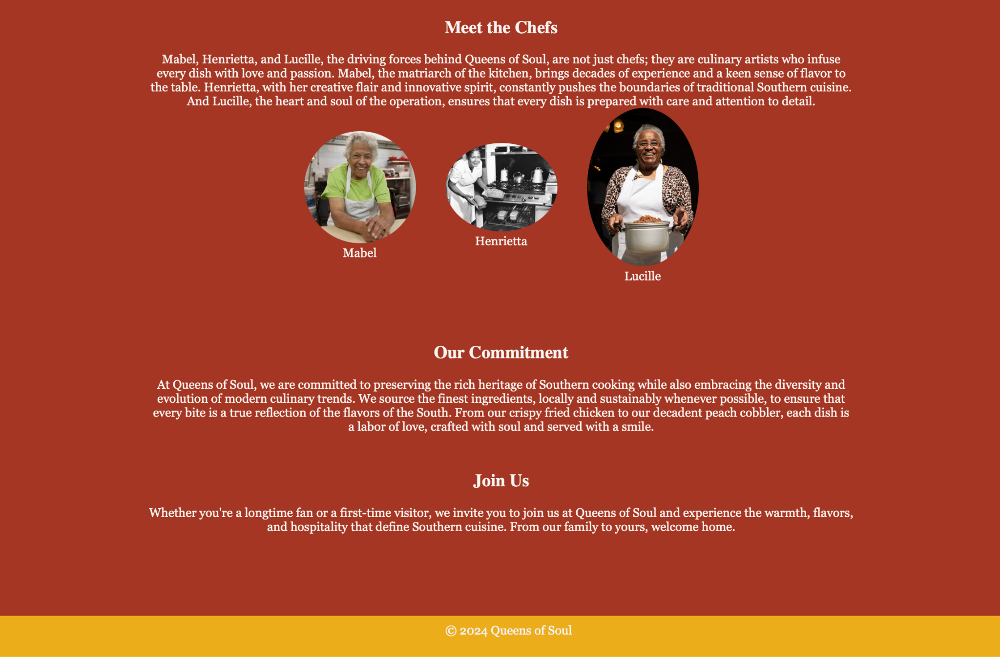 Meet the Chefs
Mabel, Henrietta, and Lucille, the driving forces behind Queens of Soul, are not just chefs; they are culinary artists who infuse
every dish with love and passion. Mabel, the matriarch of the kitchen, brings decades of experience and a keen sense of flavor to
the table. Henrietta, with her creative flair and innovative spirit, constantly pushes the boundaries of traditional Southern cuisine.
And Lucille, the heart and soul of the operation, ensures that every dish is prepared with care and attention to detail.
Mabel
Henrietta
Lucille
Our Commitment
At Queens of Soul, we are committed to preserving the rich heritage of Southern cooking while also embracing the diversity and
evolution of modern culinary trends. We source the finest ingredients, locally and sustainably whenever possible, to ensure that
every bite is a true reflection of the flavors of the South. From our crispy fried chicken to our decadent peach cobbler, each dish is
a labor of love, crafted with soul and served with a smile.
Join Us
Whether you're a longtime fan or a first-time visitor, we invite you to join us at Queens of Soul and experience the warmth, flavors,
and hospitality that define Southern cuisine. From our family to yours, welcome home.
© 2024 Queens of Soul